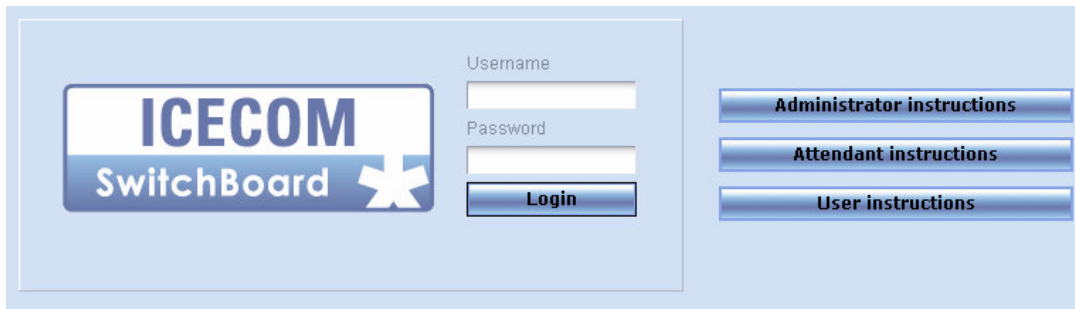 ICECOM
SwitchBoard
Username
Password
Login
Administrator instructions
Attendant instructions
User instructions